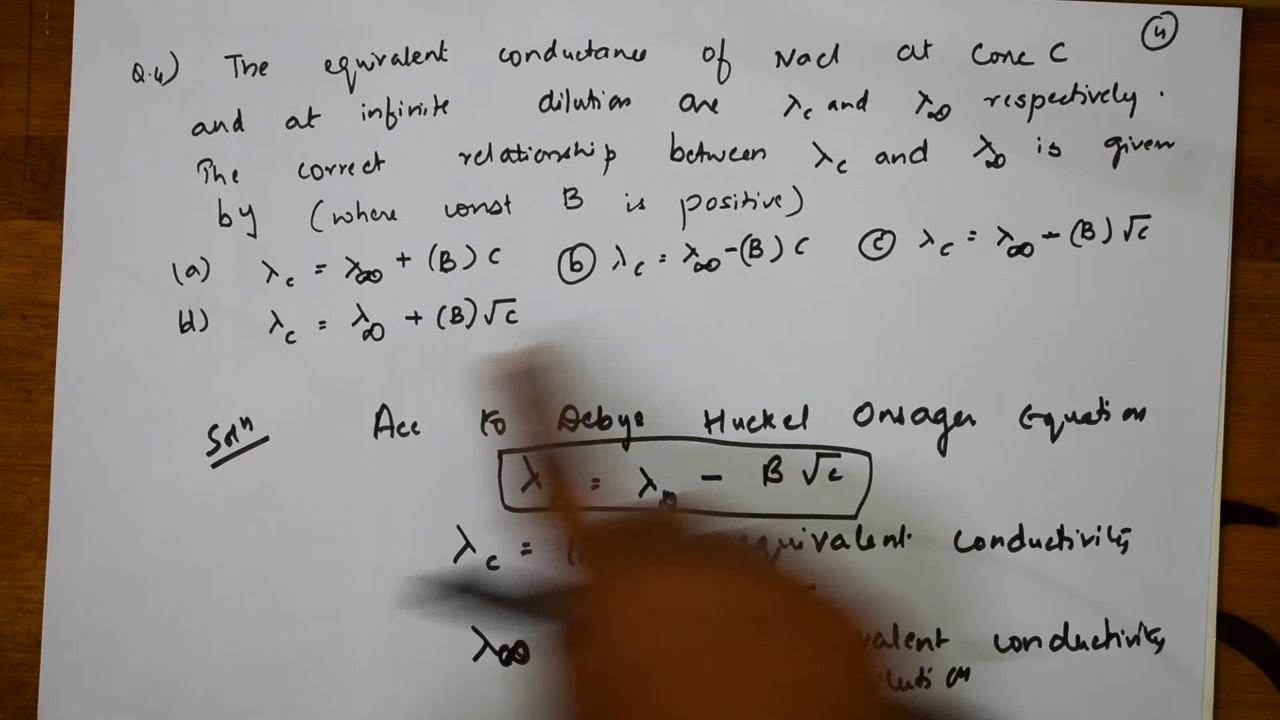 ④
Q.4) The equivalent conductance of Nacl at Conc C
and at infinite dilution are λc and λ∞ respectively.
The correct relationship between λc and λ∞ is given
by (where const B is positive)
(a) λc = λ∞ + (B) C (b) λc = λ∞ - (B) C (c) λc = λ∞ - (B) √c
d) λc = λ∞ + (B) √c
Solⁿ Acc to Debye Huckel Onsager Equation
λ = λ∞ - B √c
λc = equivalent conductivity
λ∞ conductivity